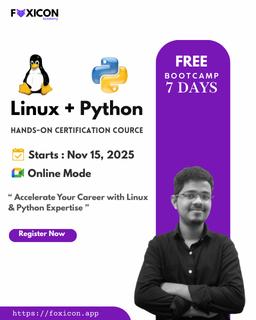 FOXICON
academy
FREE
BOOTCAMP
7 DAYS
Linux + Python
HANDS-ON CERTIFICATION COURCE
Starts : Nov 15, 2025
Online Mode
“ Accelerate Your Career with Linux
& Python Expertise ”
Register Now
https://foxicon.app